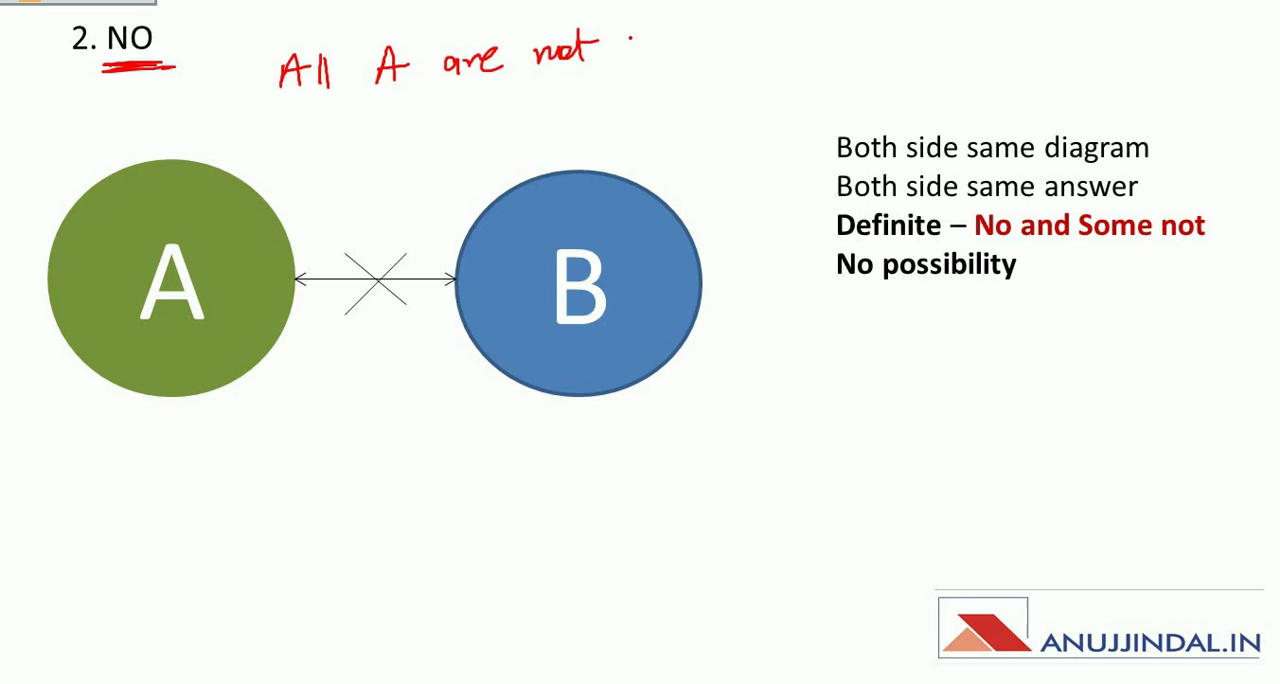 2. NO
All A are not
Both side same diagram
Both side same answer
Definite – No and Some not
No possibility
A
B
ANUJJINDAL.IN